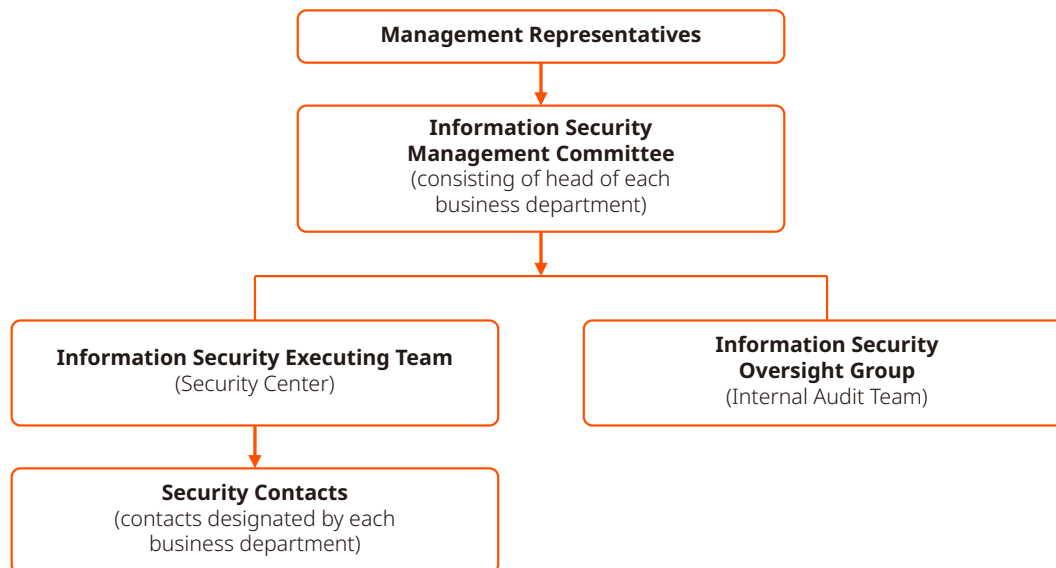 Management Representatives
Information Security
Management Committee
(consisting of head of each
business department)
Information Security Executing Team
(Security Center)
Information Security
Oversight Group
(Internal Audit Team)
Security Contacts
(contacts designated by each
business department)